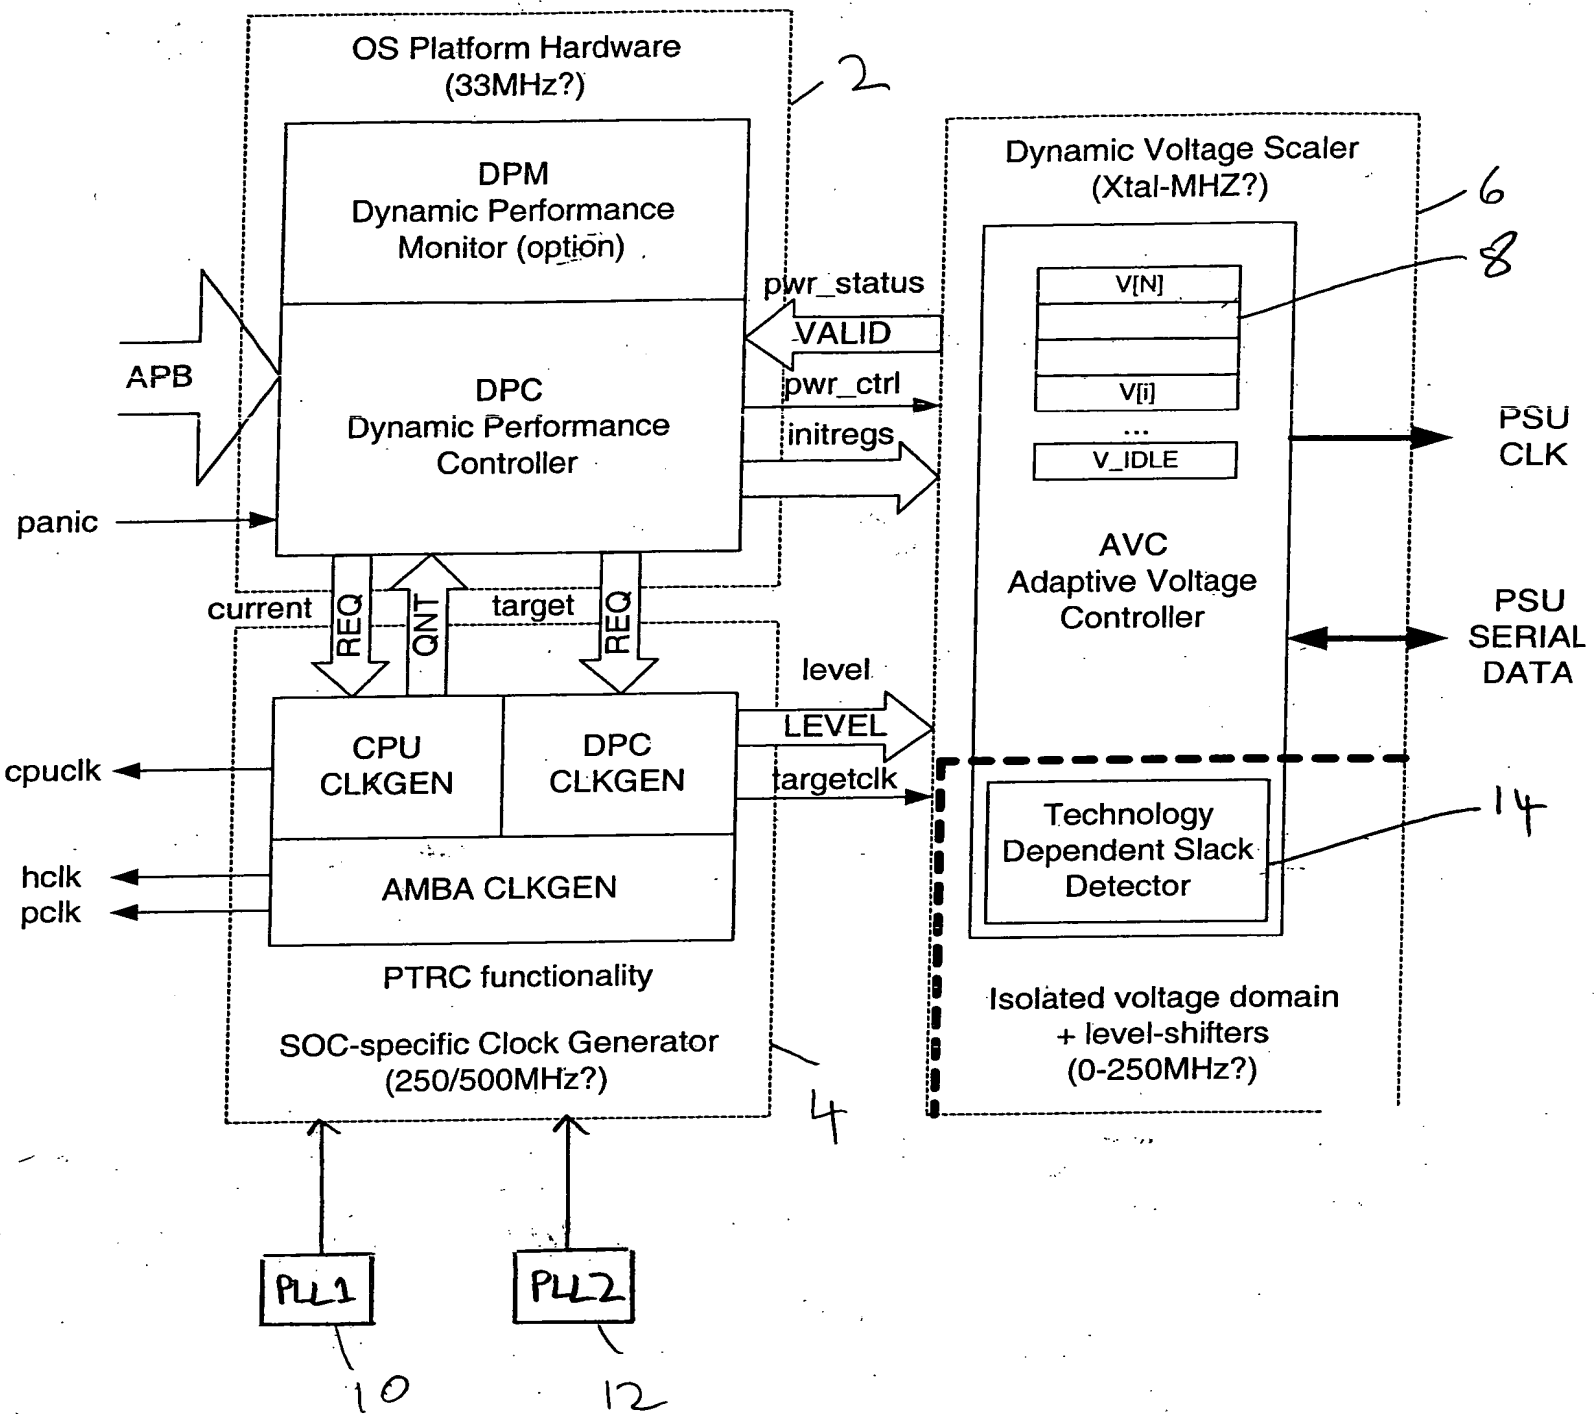 OS Platform Hardware
(33MHz?)
2
DPM
Dynamic Performance
Monitor (option)
APB
DPC
Dynamic Performance
Controller
panic
pwr_status
VALID
pwr_ctrl
initregs
current
REQ
QNT
target
REQ
level
LEVEL
targetclk
CPU
CLKGEN
DPC
CLKGEN
cpuclk
hclk
pclk
AMBA CLKGEN
PTRC functionality
SOC-specific Clock Generator
(250/500MHz?)
4
PLL1
PLL2
10
12
Dynamic Voltage Scaler
(Xtal-MHZ?)
6
8
V[N]
V[i]
...
V_IDLE
AVC
Adaptive Voltage
Controller
PSU
CLK
PSU
SERIAL
DATA
Technology
Dependent Slack
Detector
14
Isolated voltage domain
+ level-shifters
(0-250MHz?)